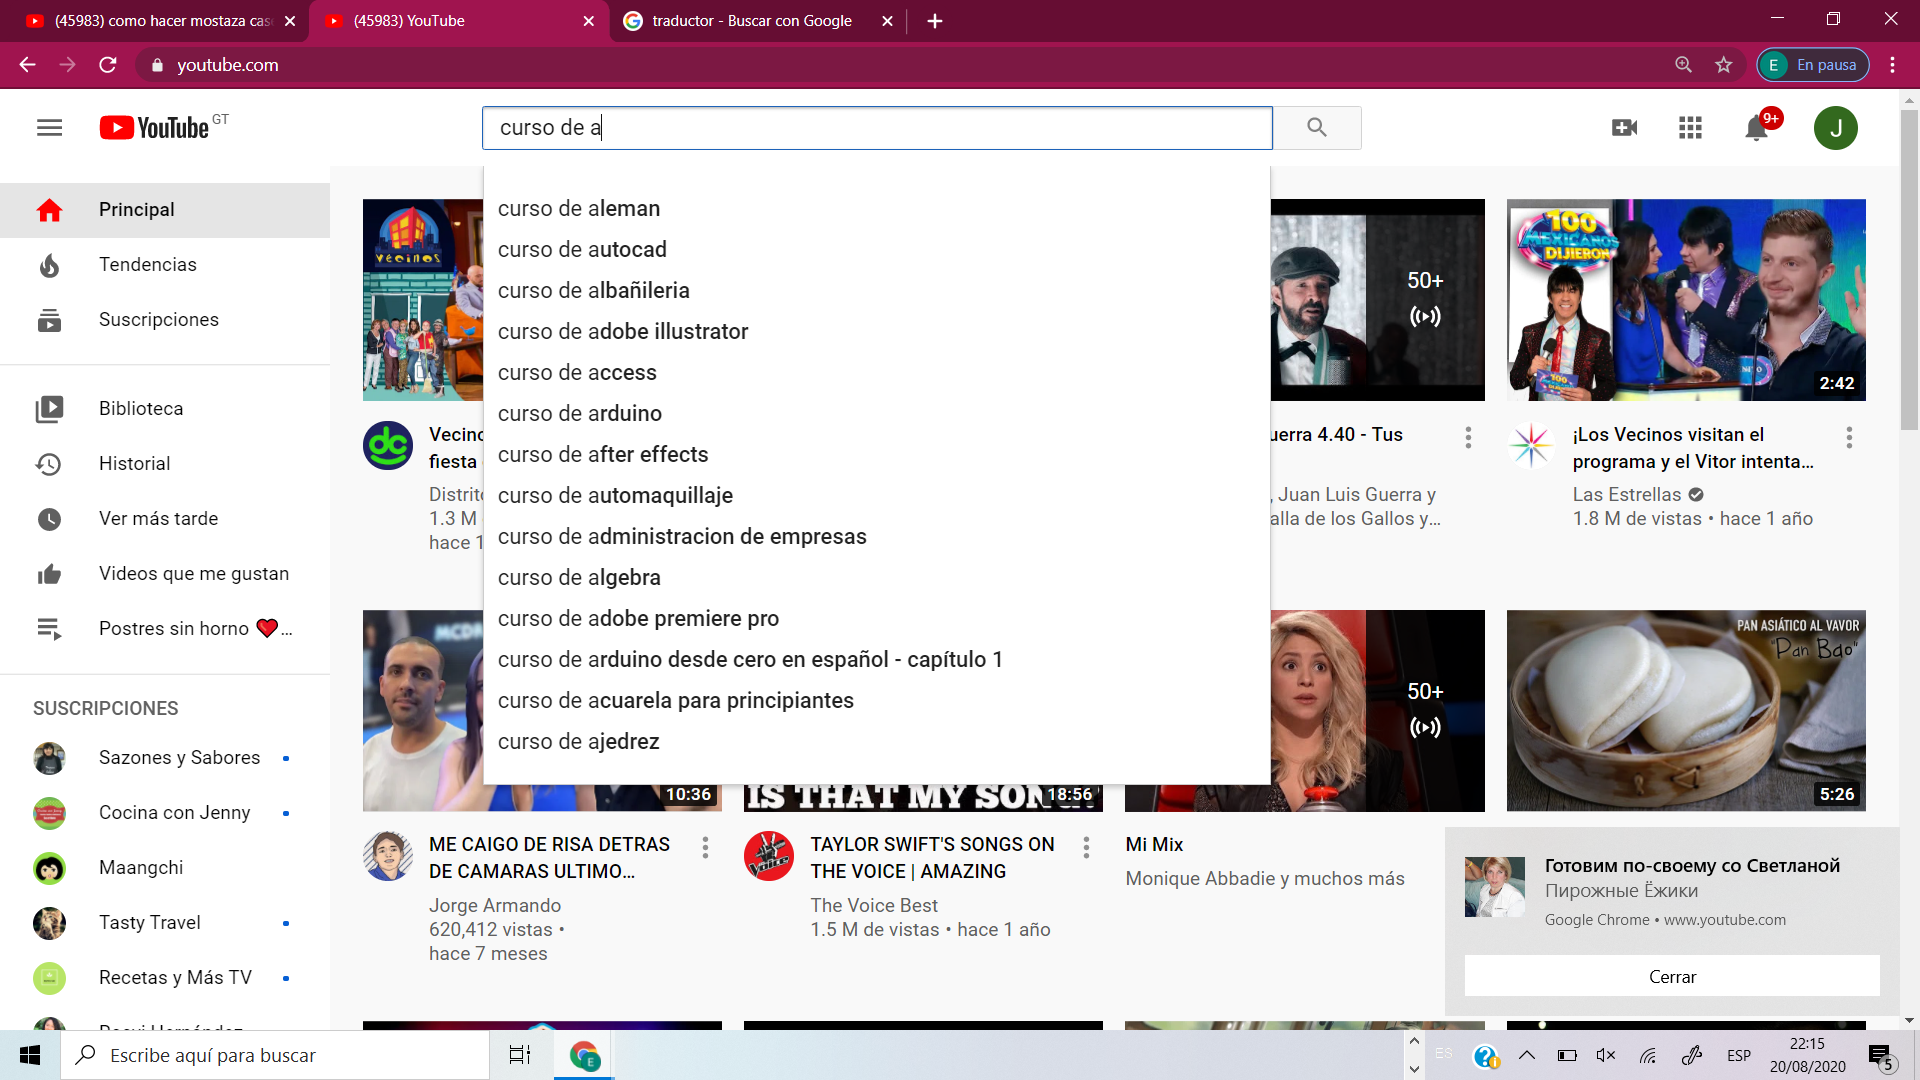 (45983) como hacer mostaza cas
(45983) YouTube
traductor - Buscar con Google
youtube.com
E
En pausa
YouTube GT
curso de a
9+
J
curso de aleman
curso de autocad
curso de albañileria
curso de adobe illustrator
curso de access
curso de arduino
curso de after effects
curso de automaquillaje
curso de administracion de empresas
curso de algebra
curso de adobe premiere pro
curso de arduino desde cero en español - capítulo 1
curso de acuarela para principiantes
curso de ajedrez
Principal
Tendencias
Suscripciones
Biblioteca
Historial
Ver más tarde
Videos que me gustan
Postres sin horno ❤️...
SUSCRIPCIONES
Sazones y Sabores
Cocina con Jenny
Maangchi
Tasty Travel
Recetas y Más TV
vecinos
50+
100
MEXICANOS
DIJERON
2:42
dc
Vecinc
fiesta
Distrito
1.3 M
hace 1
uerra 4.40 - Tus
, Juan Luis Guerra y
alla de los Gallos y...
¡Los Vecinos visitan el
programa y el Vitor intenta...
Las Estrellas
1.8 M de vistas • hace 1 año
10:36
IS THAT MY SONG
18:56
50+
PAN ASIÁTICO AL VAVOR
"Pan Bao"
5:26
ME CAIGO DE RISA DETRAS
DE CAMARAS ULTIMO...
Jorge Armando
620,412 vistas •
hace 7 meses
Voice
TAYLOR SWIFT'S SONGS ON
THE VOICE | AMAZING
The Voice Best
1.5 M de vistas • hace 1 año
Mi Mix
Monique Abbadie y muchos más
Готовим по-своему со Светланой
Пирожные Ёжики
Google Chrome • www.youtube.com
Cerrar
Escribe aquí para buscar
E
ES
ESP
22:15
20/08/2020
5